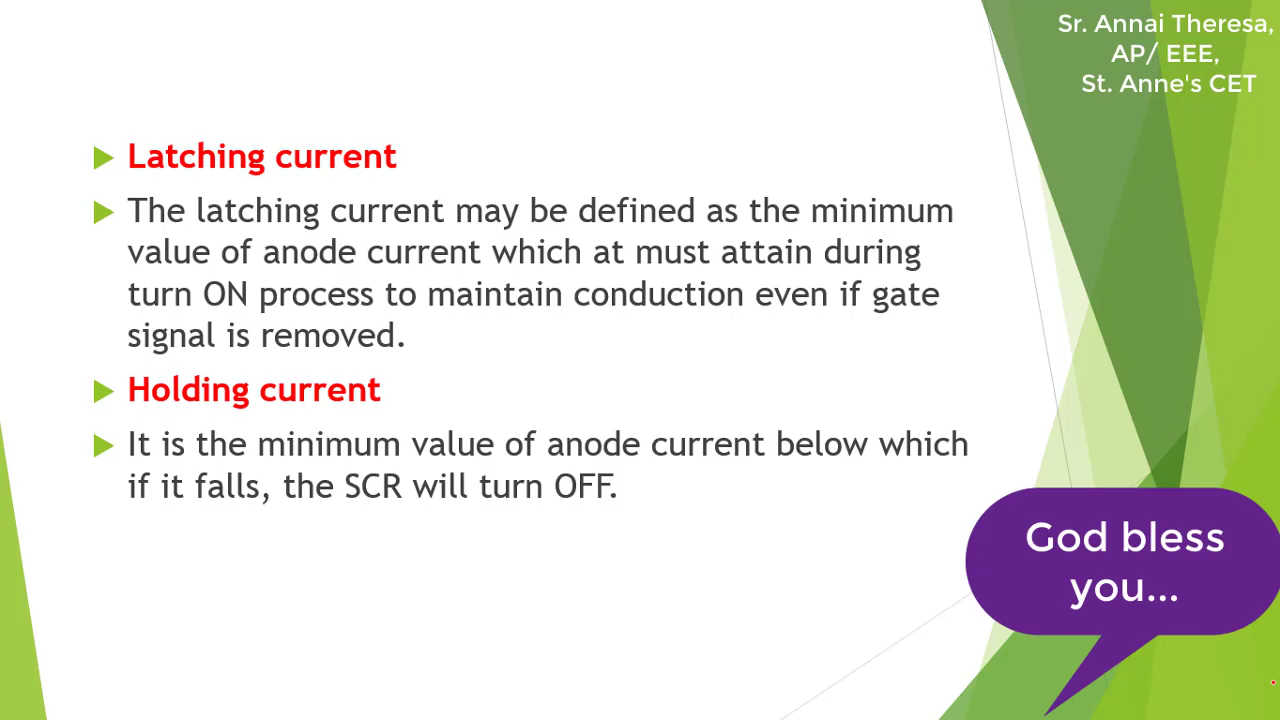 Sr. Annai Theresa,
AP/ EEE,
St. Anne's CET
Latching current
The latching current may be defined as the minimum
value of anode current which at must attain during
turn ON process to maintain conduction even if gate
signal is removed.
Holding current
It is the minimum value of anode current below which
if it falls, the SCR will turn OFF.
God bless
you...